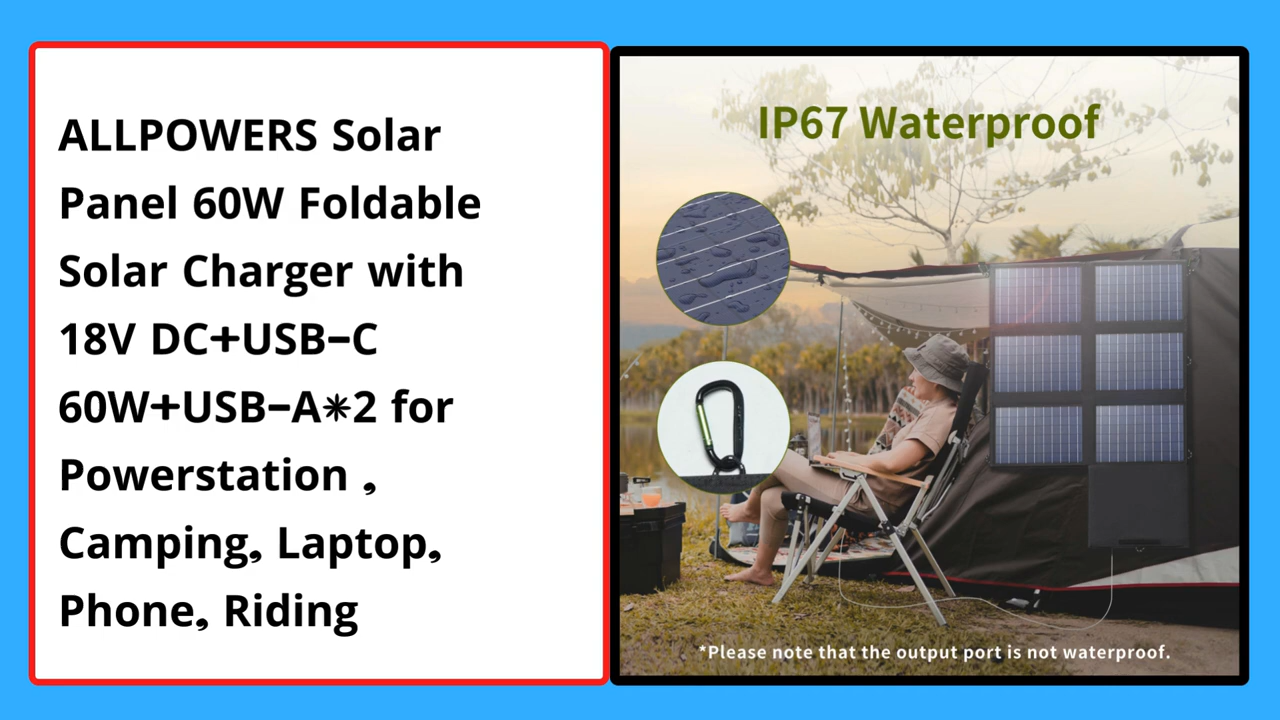 ALLPOWERS Solar
Panel 60W Foldable
Solar Charger with
18V DC+USB-C
60W+USB-A*2 for
Powerstation ,
Camping, Laptop,
Phone, Riding
IP67 Waterproof
*Please note that the output port is not waterproof.